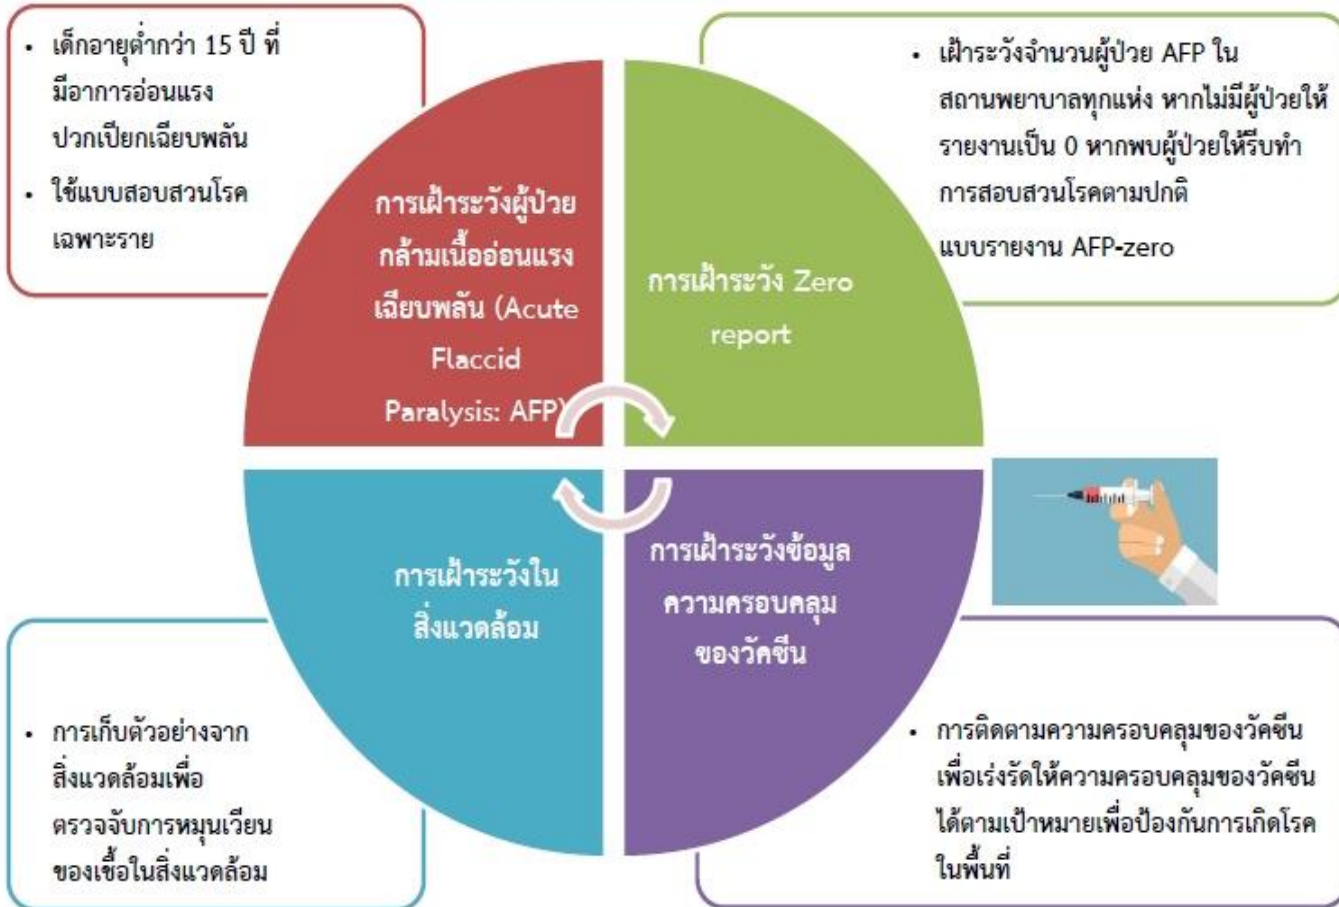 • เด็กอายุต่ำกว่า 15 ปี ที่
มีอาการอ่อนแรง
ปวกเปียกเฉียบพลัน
• ใช้แบบสอบสวนโรค
เฉพาะราย
• เฝ้าระวังจำนวนผู้ป่วย AFP ใน
สถานพยาบาลทุกแห่ง หากไม่มีผู้ป่วยให้
รายงานเป็น 0 หากพบผู้ป่วยให้รีบทำ
การสอบสวนโรคตามปกติ
แบบรายงาน AFP-zero
การเฝ้าระวังผู้ป่วย
กล้ามเนื้ออ่อนแรง
เฉียบพลัน (Acute
Flaccid
Paralysis: AFP)
การเฝ้าระวัง Zero
report
การเฝ้าระวังใน
สิ่งแวดล้อม
การเฝ้าระวังข้อมูล
ความครอบคลุม
ของวัคซีน
• การเก็บตัวอย่างจาก
สิ่งแวดล้อมเพื่อ
ตรวจจับการหมุนเวียน
ของเชื้อในสิ่งแวดล้อม
• การติดตามความครอบคลุมของวัคซีน
เพื่อเร่งรัดให้ความครอบคลุมของวัคซีน
ได้ตามเป้าหมายเพื่อป้องกันการเกิดโรค
ในพื้นที่